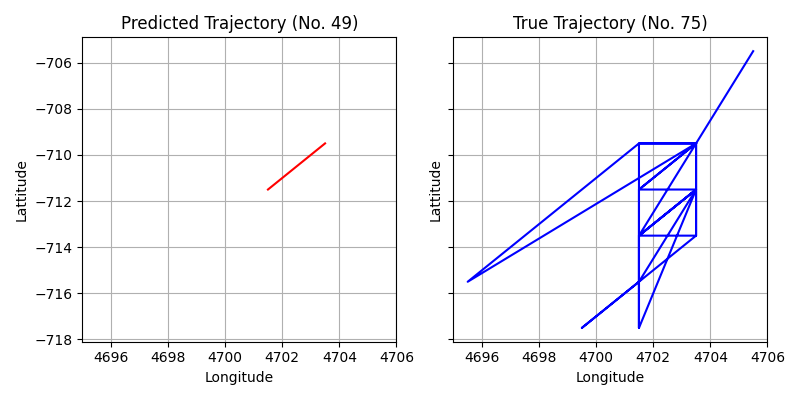 Predicted Trajectory (No. 49)
True Trajectory (No. 75)
−706
−708
−710
−712
−714
−716
−718
Lattitude
Lattitude
4696 4698 4700 4702 4704 4706
4696 4698 4700 4702 4704 4706
Longitude
Longitude